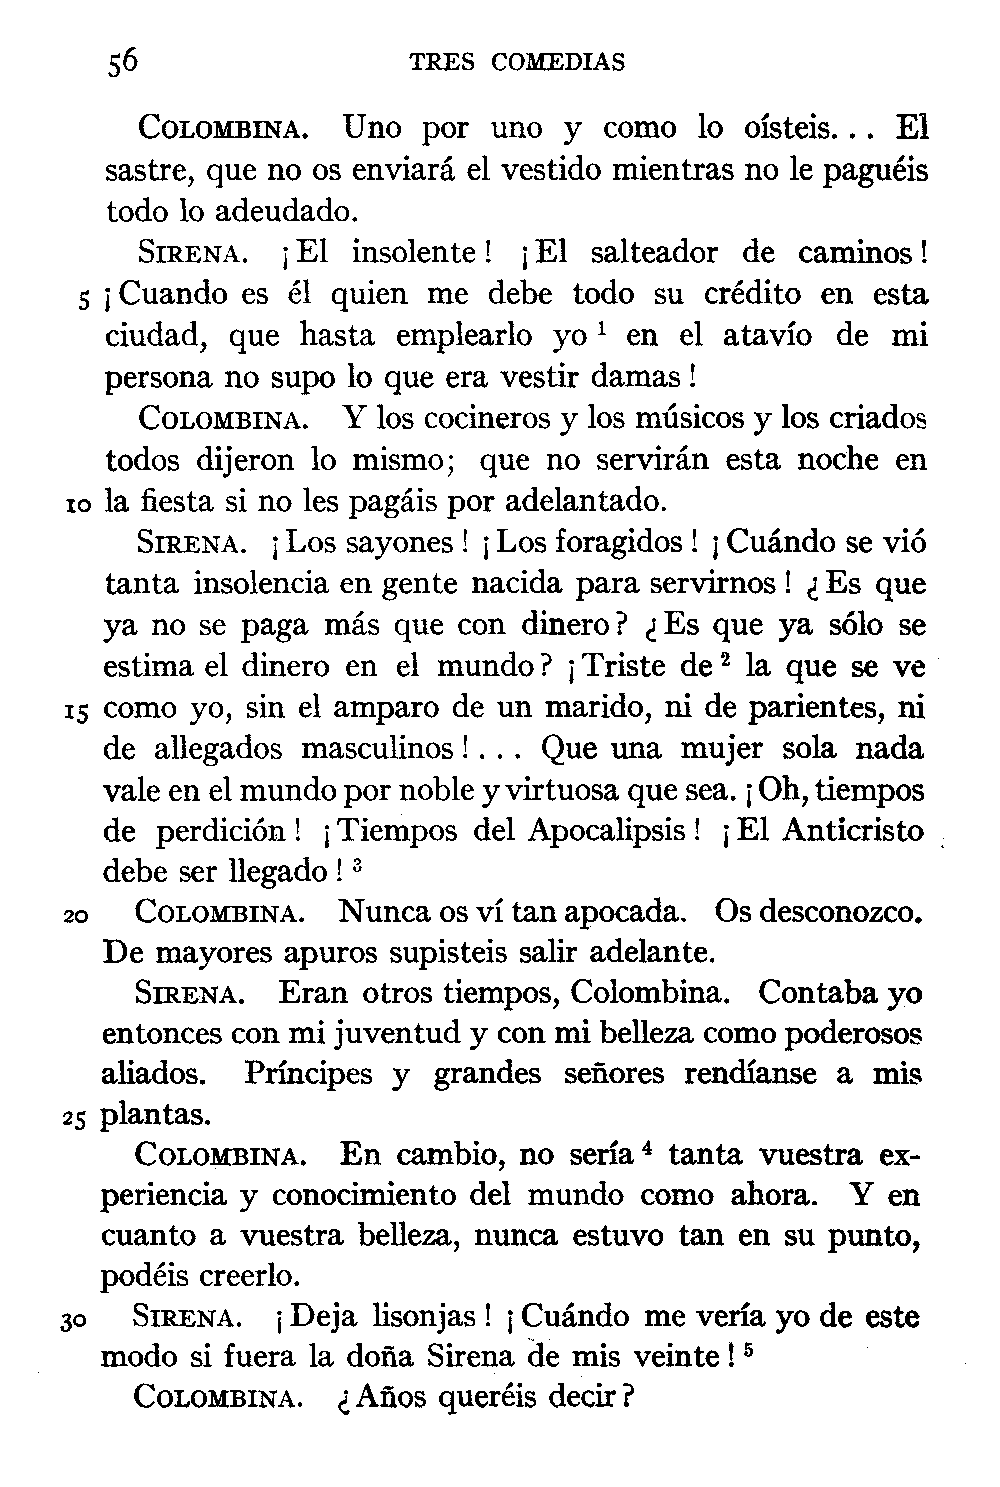 56 TRES COMEDIAS
COLOMBINA. Uno por uno y como lo oísteis. . . El
sastre, que no os enviará el vestido mientras no le paguéis
todo lo adeudado.
SIRENA. ¡ El insolente ! ¡ El salteador de caminos !
5 ¡ Cuando es él quien me debe todo su crédito en esta
ciudad, que hasta emplearlo yo ¹ en el atavío de mi
persona no supo lo que era vestir damas !
COLOMBINA. Y los cocineros y los músicos y los criados
todos dijeron lo mismo; que no servirán esta noche en
10 la fiesta si no les pagáis por adelantado.
SIRENA. ¡ Los sayones ! ¡ Los foragidos ! ¡ Cuándo se vió
tanta insolencia en gente nacida para servirnos ! ¿ Es que
ya no se paga más que con dinero ? ¿ Es que ya sólo se
estima el dinero en el mundo ? ¡ Triste de ² la que se ve
15 como yo, sin el amparo de un marido, ni de parientes, ni
de allegados masculinos ! . . . Que una mujer sola nada
vale en el mundo por noble y virtuosa que sea. ¡ Oh, tiempos
de perdición ! ¡ Tiempos del Apocalipsis ! ¡ El Anticristo
debe ser llegado ! ³
20 COLOMBINA. Nunca os ví tan apocada. Os desconozco.
De mayores apuros supisteis salir adelante.
SIRENA. Eran otros tiempos, Colombina. Contaba yo
entonces con mi juventud y con mi belleza como poderosos
aliados. Príncipes y grandes señores rendíanse a mis
25 plantas.
COLOMBINA. En cambio, no sería ⁴ tanta vuestra ex-
periencia y conocimiento del mundo como ahora. Y en
cuanto a vuestra belleza, nunca estuvo tan en su punto,
podéis creerlo.
30 SIRENA. ¡ Deja lisonjas ! ¡ Cuándo me vería yo de este
modo si fuera la doña Sirena de mis veinte ! ⁵
COLOMBINA. ¿ Años queréis decir ?